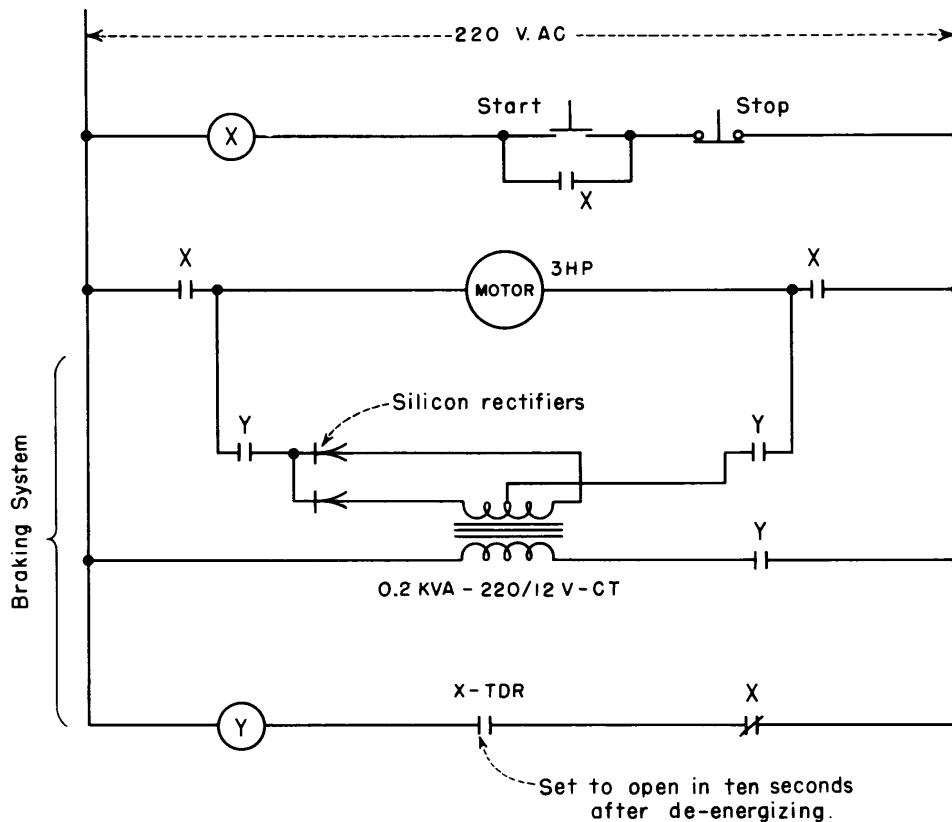 220 V. AC
Start
Stop
X
X
X
3HP
X
MOTOR
Silicon rectifiers
Y
Y
Y
0.2 KVA - 220/12 V-CT
Braking System
X-TDR
X
Y
Set to open in ten seconds
after de-energizing.